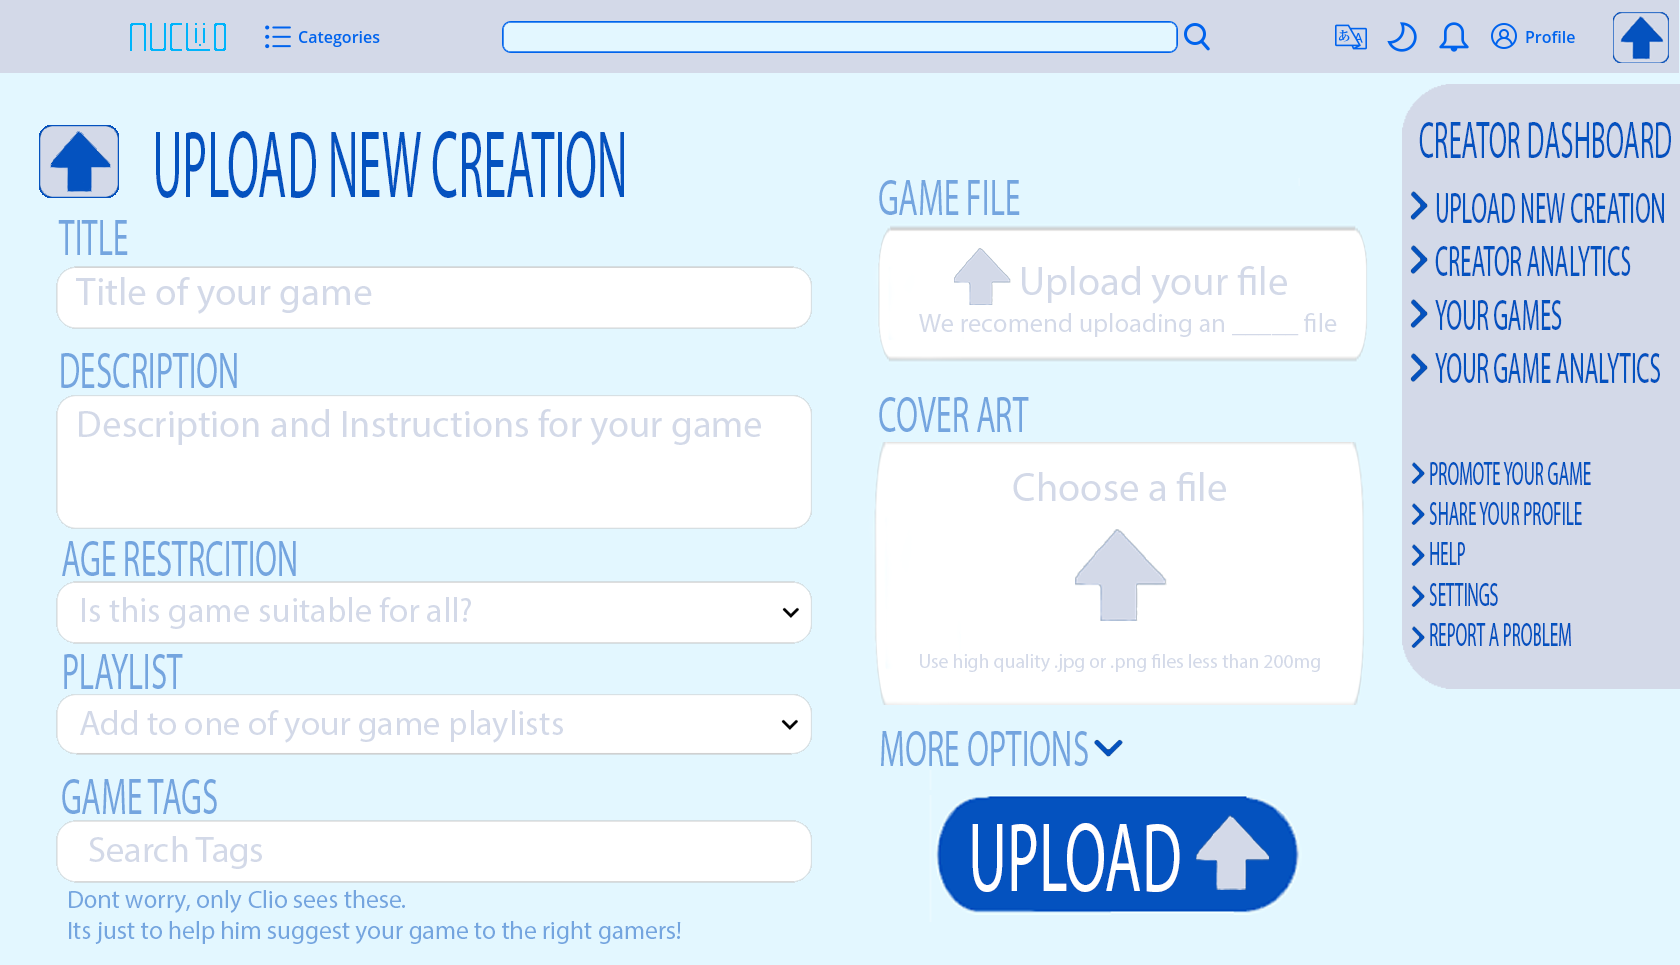 NUCLiiO
Categories
Profile
UPLOAD NEW CREATION
TITLE
Title of your game
DESCRIPTION
Description and Instructions for your game
AGE RESTRCITION
Is this game suitable for all?
PLAYLIST
Add to one of your game playlists
GAME TAGS
Search Tags
Dont worry, only Clio sees these.
Its just to help him suggest your game to the right gamers!
GAME FILE
Upload your file
We recomend uploading an _____ file
COVER ART
Choose a file
Use high quality .jpg or .png files less than 200mg
MORE OPTIONS
UPLOAD
CREATOR DASHBOARD
UPLOAD NEW CREATION
CREATOR ANALYTICS
YOUR GAMES
YOUR GAME ANALYTICS
PROMOTE YOUR GAME
SHARE YOUR PROFILE
HELP
SETTINGS
REPORT A PROBLEM